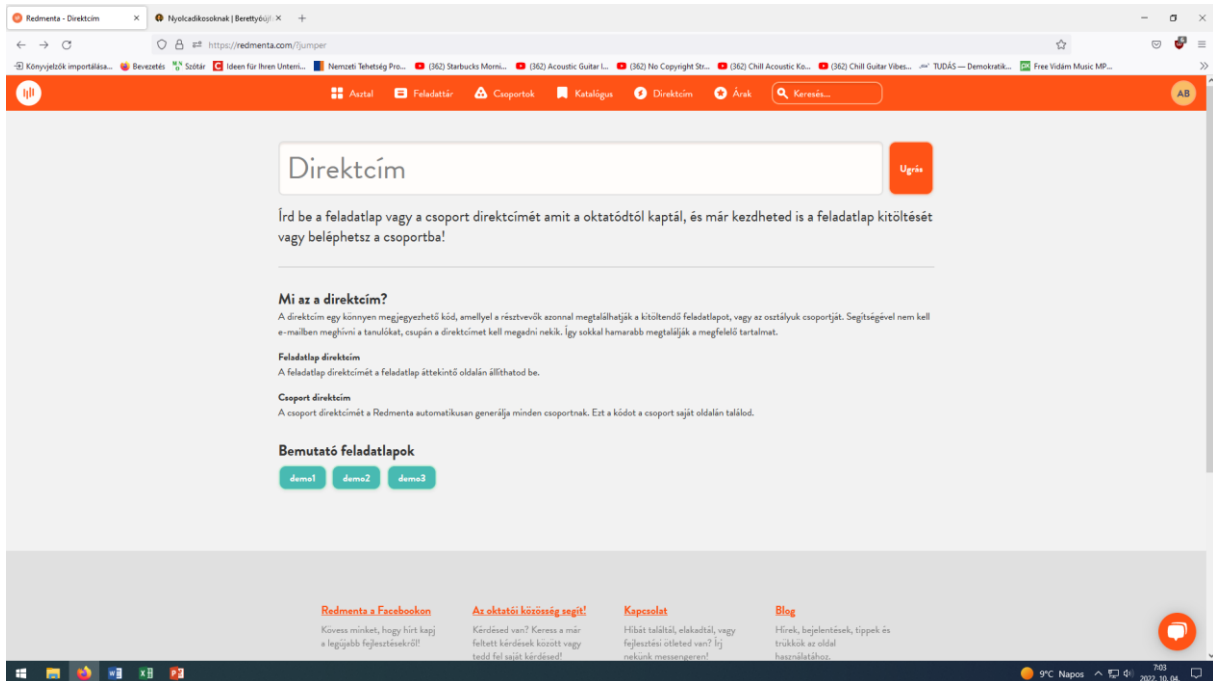 Redmenta - Direktcím
Nyolcadikosoknak | Berettyóújf
https://redmenta.com/?jumper
Könyvjelzők importálása...
Bevezetés
Szótár
Ideen für Ihren Unterri...
Nemzeti Tehetség Pro...
(362) Starbucks Morni...
(362) Acoustic Guitar I...
(362) No Copyright Str...
(362) Chill Acoustic Ko...
(362) Chill Guitar Vibes...
TUDÁS — Demokratik...
Free Vidám Music MP...
Asztal
Feladattár
Csoportok
Katalógus
Direktcím
Árak
Keresés...
AB
Direktcím
Ugrás
Írd be a feladatlap vagy a csoport direktcímét amit a oktatódtól kaptál, és már kezdheted is a feladatlap kitöltését
vagy beléphetsz a csoportba!
Mi az a direktcím?
A direktcím egy könnyen megjegyezhető kód, amellyel a résztvevők azonnal megtalálhatják a kitöltendő feladatlapot, vagy az osztályuk csoportját. Segítségével nem kell
e-mailben meghívni a tanulókat, csupán a direktcímet kell megadni nekik. Így sokkal hamarabb megtalálják a megfelelő tartalmat.
Feladatlap direktcím
A feladatlap direktcímét a feladatlap áttekintő oldalán állíthatod be.
Csoport direktcím
A csoport direktcímét a Redmenta automatikusan generálja minden csoportnak. Ezt a kódot a csoport saját oldalán találod.
Bemutató feladatlapok
demo1
demo2
demo3
Redmenta a Facebookon
Kövess minket, hogy hírt kapj
a legújabb fejlesztésekről!
Az oktatói közösség segít!
Kérdésed van? Keress a már
feltett kérdések között vagy
tedd fel saját kérdésed!
Kapcsolat
Hibát találtál, elakadtál, vagy
fejlesztési ötleted van? Írj
nekünk messengeren!
Blog
Hírek, bejelentések, tippek és
trükkök az oldal
használatához.
9°C Napos
7:03
2022. 10. 04.